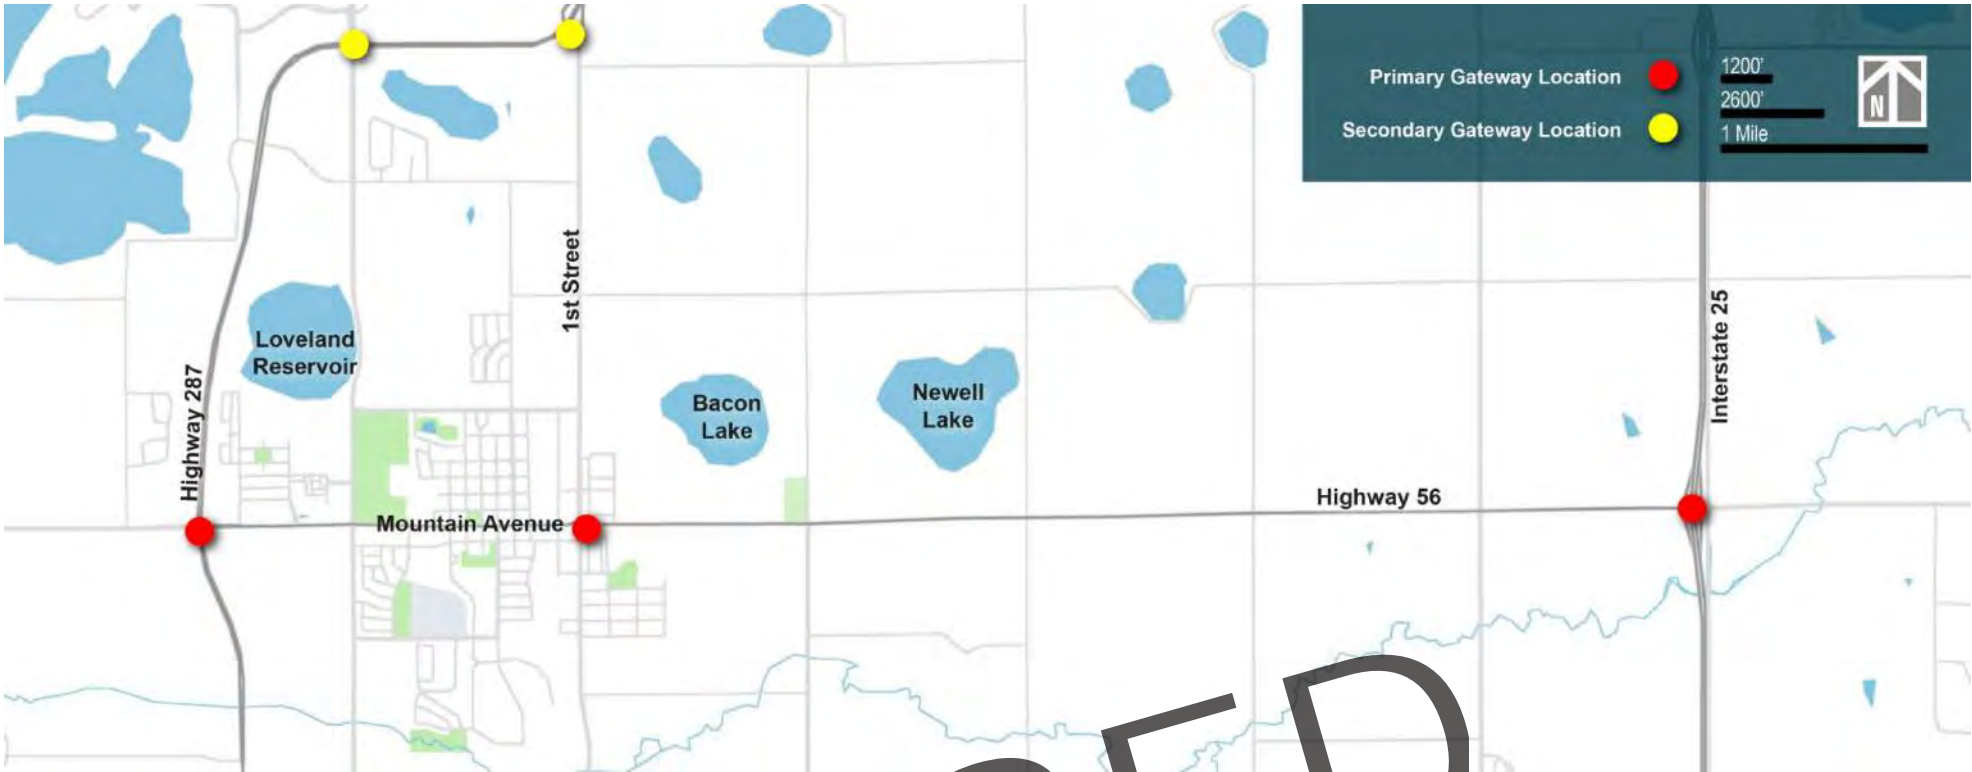 Primary Gateway Location
Secondary Gateway Location
1200'
2600'
1 Mile
N
1st Street
Loveland
Reservoir
Highway 287
Bacon
Lake
Newell
Lake
Interstate 25
Highway 56
Mountain Avenue